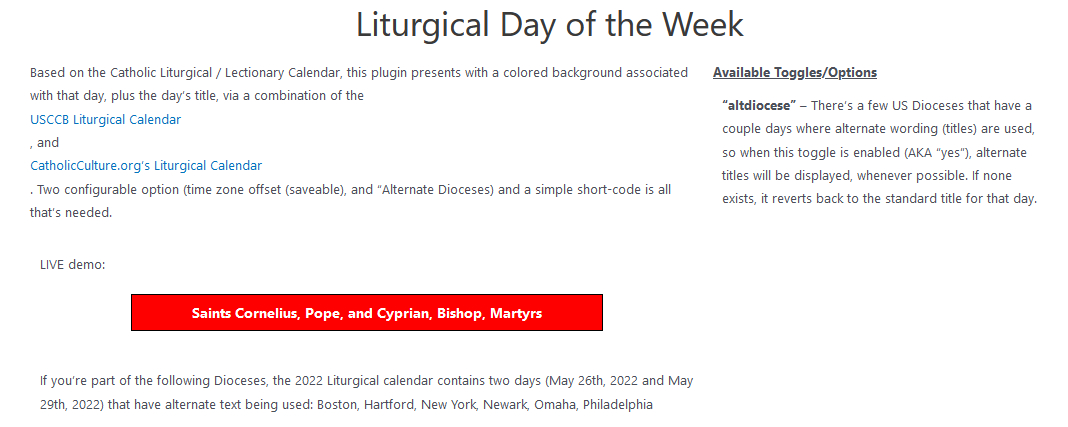 Liturgical Day of the Week
Based on the Catholic Liturgical / Lectionary Calendar, this plugin presents with a colored background associated
with that day, plus the day's title, via a combination of the
USCCB Liturgical Calendar
, and
CatholicCulture.org's Liturgical Calendar
. Two configurable option (time zone offset (saveable), and “Alternate Dioceses) and a simple short-code is all
that's needed.
LIVE demo:
Saints Cornelius, Pope, and Cyprian, Bishop, Martyrs
If you're part of the following Dioceses, the 2022 Liturgical calendar contains two days (May 26th, 2022 and May
29th, 2022) that have alternate text being used: Boston, Hartford, New York, Newark, Omaha, Philadelphia
Available Toggles/Options
“altdiocese” – There's a few US Dioceses that have a
couple days where alternate wording (titles) are used,
so when this toggle is enabled (AKA “yes”), alternate
titles will be displayed, whenever possible. If none
exists, it reverts back to the standard title for that day.